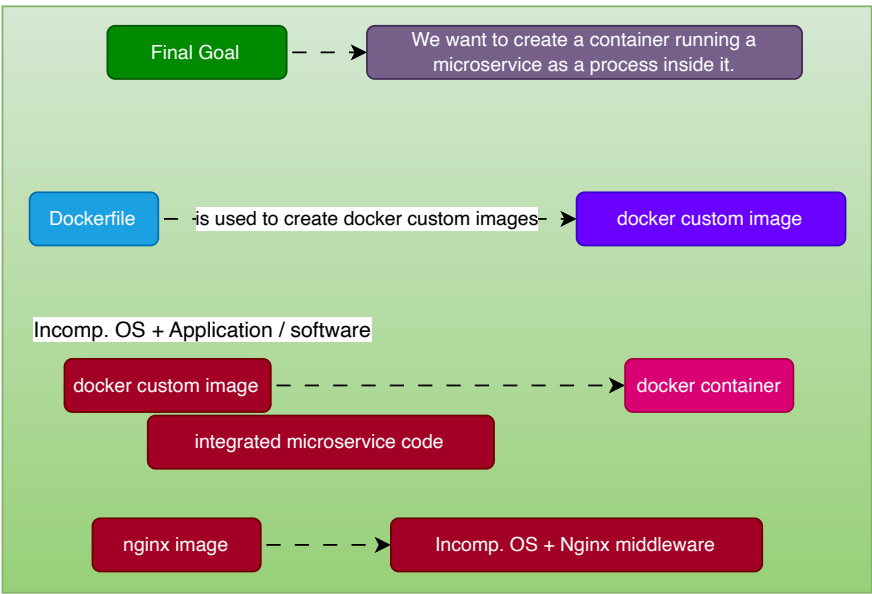 Final Goal
We want to create a container running a
microservice as a process inside it.
Dockerfile
is used to create docker custom images
docker custom image
Incomp. OS + Application / software
docker custom image
docker container
integrated microservice code
nginx image
Incomp. OS + Nginx middleware